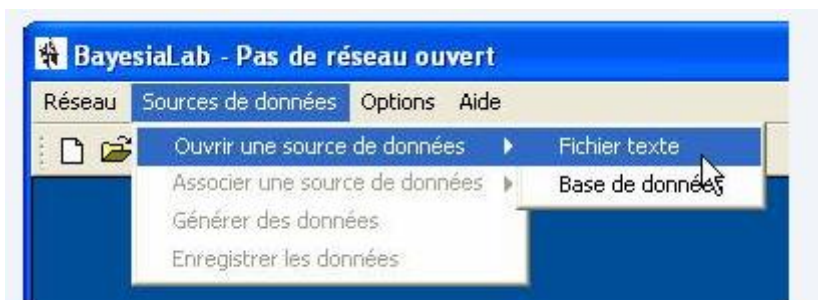 BayesiaLab - Pas de réseau ouvert
Réseau Sources de données Options Aide
Ouvrir une source de données Fichier texte
Associer une source de données Base de données
Générer des données
Enregistrer les données